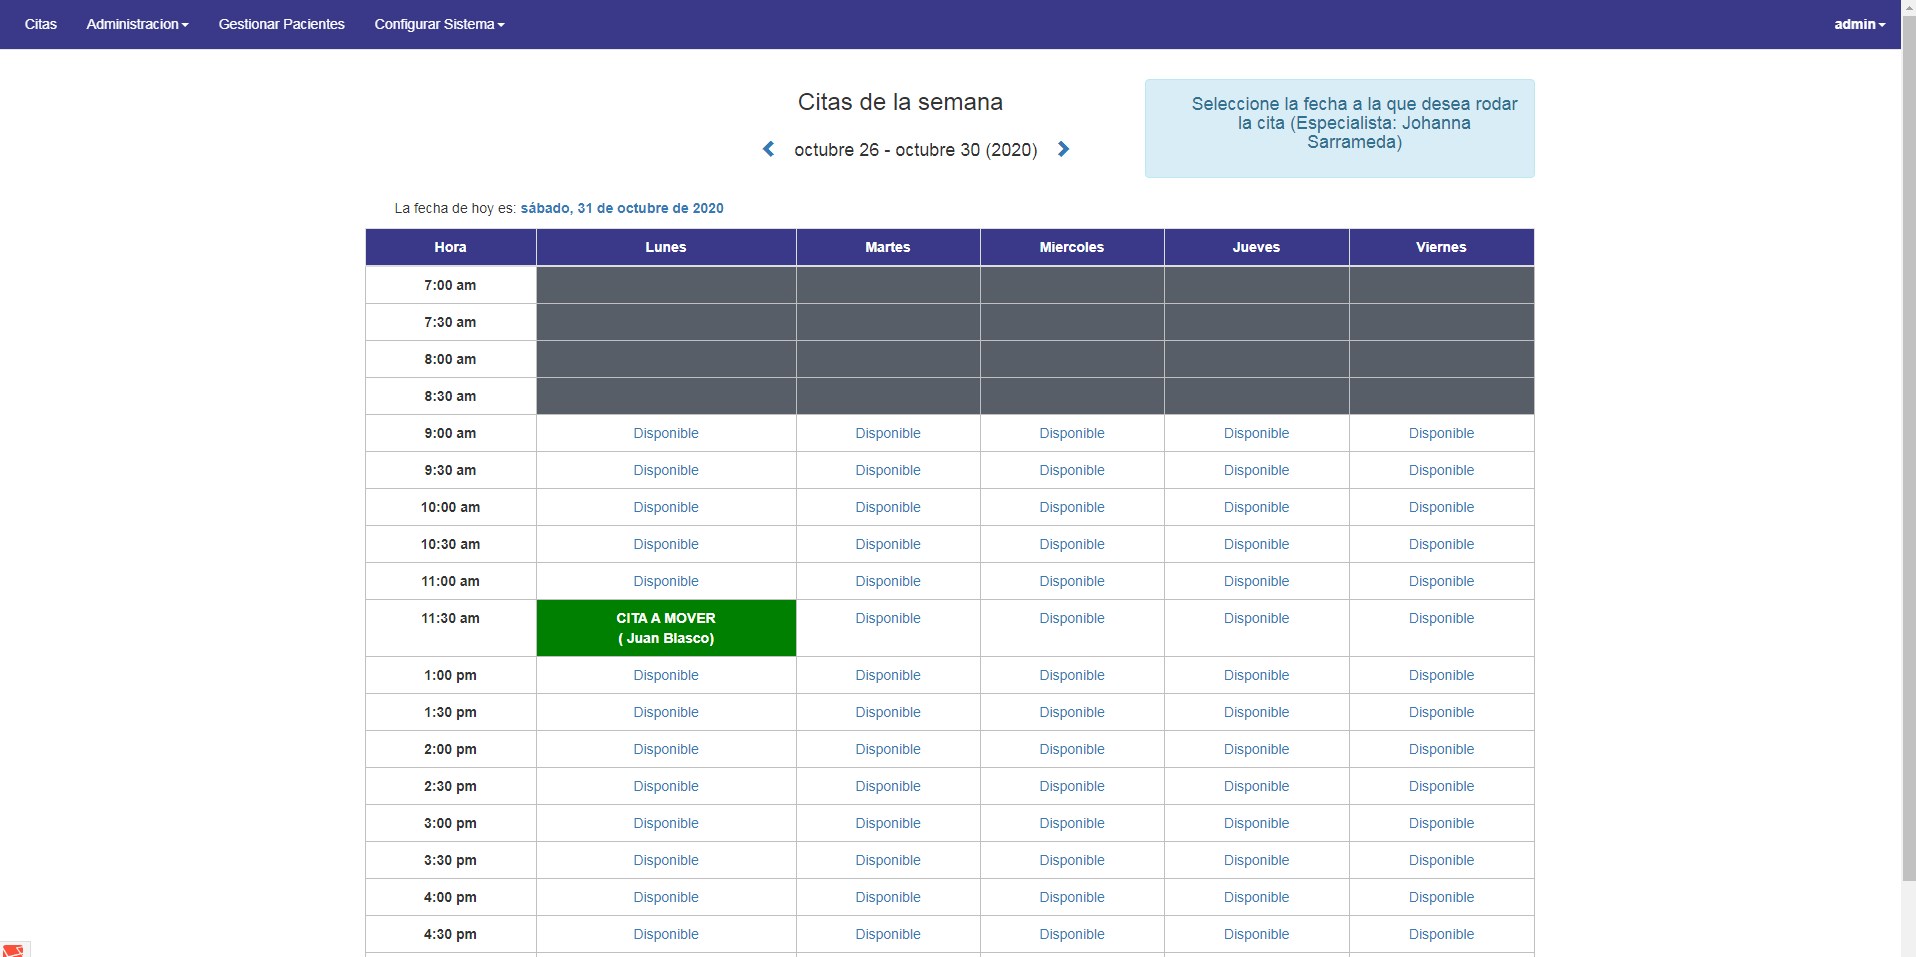 Citas Administracion Gestionar Pacientes Configurar Sistema admin
Citas de la semana
octubre 26 - octubre 30 (2020)
Seleccione la fecha a la que desea rodar
la cita (Especialista: Johanna
Sarrameda)
La fecha de hoy es: sábado, 31 de octubre de 2020
Hora Lunes Martes Miercoles Jueves Viernes
7:00 am
7:30 am
8:00 am
8:30 am
9:00 am Disponible Disponible Disponible Disponible Disponible
9:30 am Disponible Disponible Disponible Disponible Disponible
10:00 am Disponible Disponible Disponible Disponible Disponible
10:30 am Disponible Disponible Disponible Disponible Disponible
11:00 am Disponible Disponible Disponible Disponible Disponible
11:30 am CITA A MOVER Disponible Disponible Disponible Disponible
( Juan Blasco)
1:00 pm Disponible Disponible Disponible Disponible Disponible
1:30 pm Disponible Disponible Disponible Disponible Disponible
2:00 pm Disponible Disponible Disponible Disponible Disponible
2:30 pm Disponible Disponible Disponible Disponible Disponible
3:00 pm Disponible Disponible Disponible Disponible Disponible
3:30 pm Disponible Disponible Disponible Disponible Disponible
4:00 pm Disponible Disponible Disponible Disponible Disponible
4:30 pm Disponible Disponible Disponible Disponible Disponible